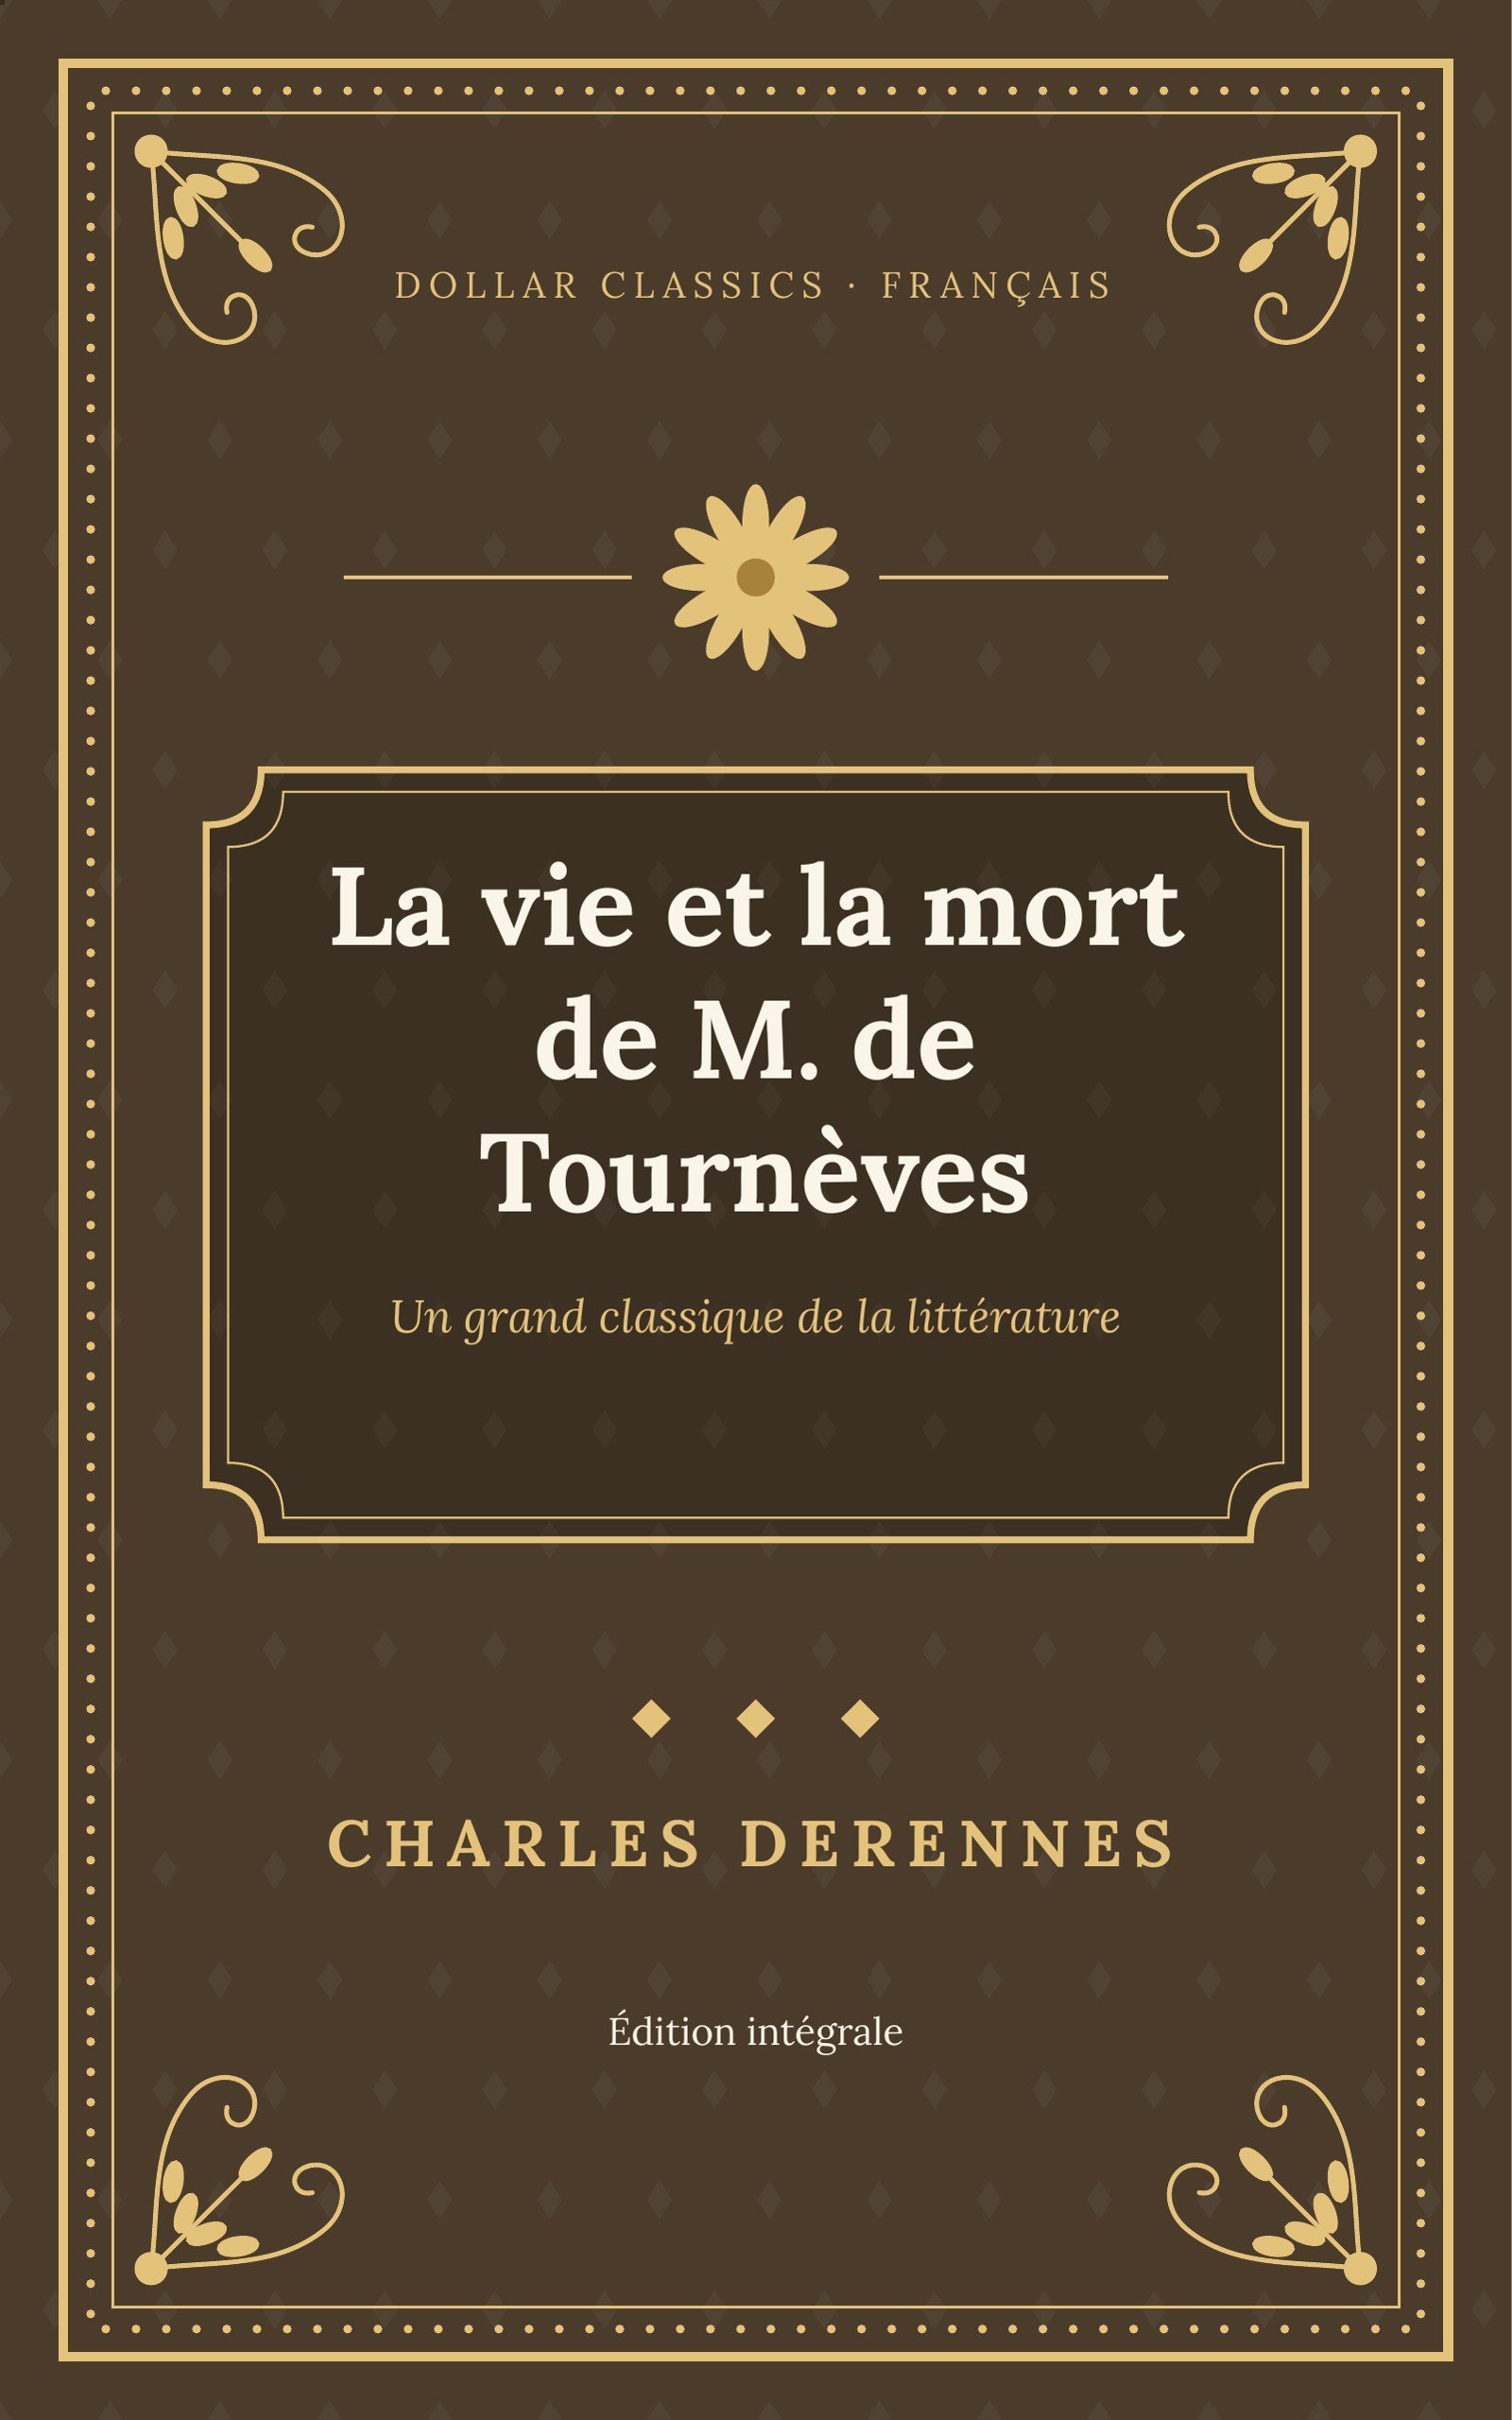 DOLLAR CLASSICS · FRANÇAIS
La vie et la mort
de M. de
Tournèves
Un grand classique de la littérature
CHARLES DERENNES
Édition intégrale